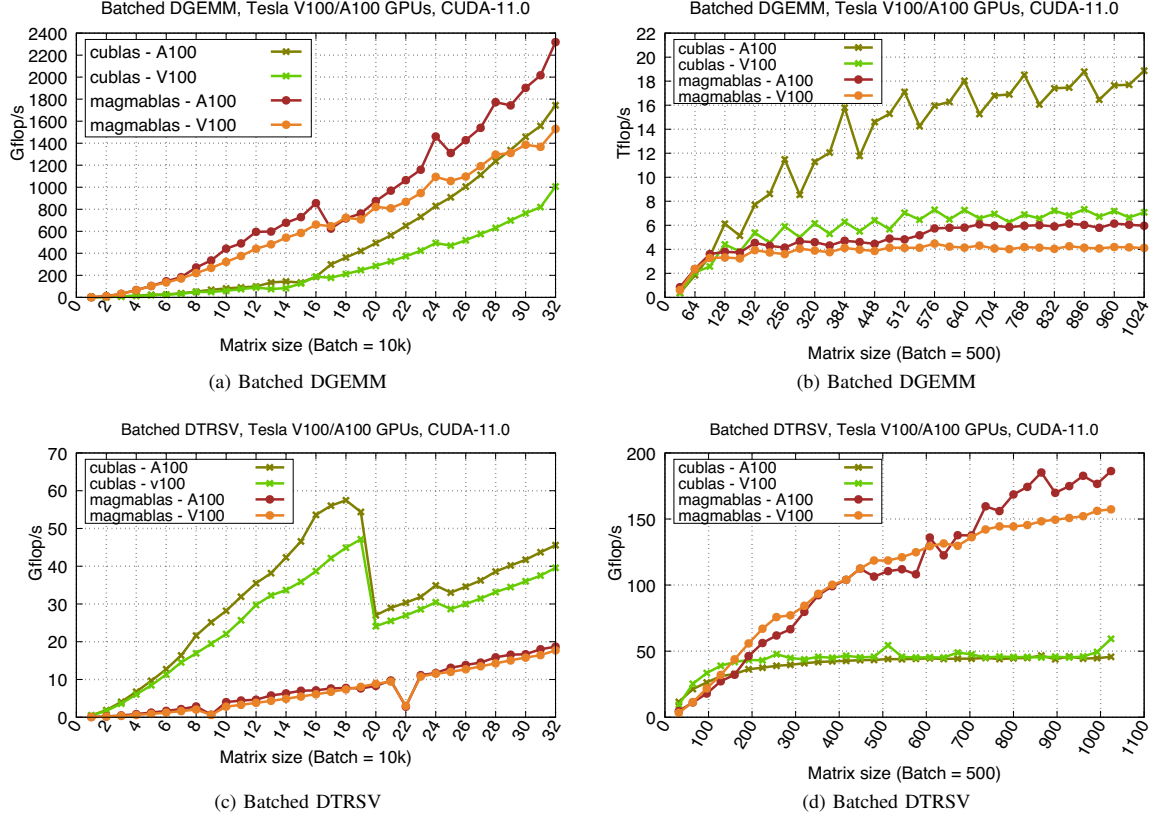 Batched DGEMM, Tesla V100/A100 GPUs, CUDA-11.0
2400
2200
2000
1800
1600
1400
1200
1000
800
600
400
200
0
Gflop/s
cublas - A100
cublas - V100
magmablas - A100
magmablas - V100
0 2 4 6 8 10 12 14 16 18 20 22 24 26 28 30 32
Matrix size (Batch = 10k)
(a) Batched DGEMM
Batched DGEMM, Tesla V100/A100 GPUs, CUDA-11.0
22
20
18
16
14
12
10
8
6
4
2
0
Tflop/s
cublas - A100
cublas - V100
magmablas - A100
magmablas - V100
0 64 128 192 256 320 384 448 512 576 640 704 768 832 896 960 1024
Matrix size (Batch = 500)
(b) Batched DGEMM
Batched DTRSV, Tesla V100/A100 GPUs, CUDA-11.0
70
60
50
40
30
20
10
0
Gflop/s
cublas - A100
cublas - v100
magmablas - A100
magmablas - V100
0 2 4 6 8 10 12 14 16 18 20 22 24 26 28 30 32
Matrix size (Batch = 10k)
(c) Batched DTRSV
Batched DTRSV, Tesla V100/A100 GPUs, CUDA-11.0
200
150
100
50
0
Gflop/s
cublas - A100
cublas - V100
magmablas - A100
magmablas - V100
0 100 200 300 400 500 600 700 800 900 1000 1100
Matrix size (Batch = 500)
(d) Batched DTRSV